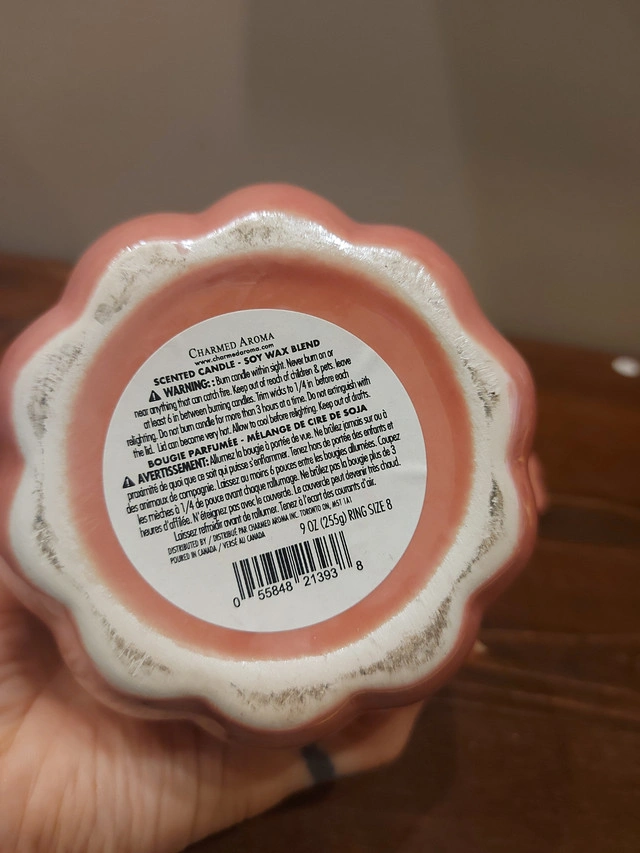 CHARMED AROMA
www.charmedaroma.com
SCENTED CANDLE - SOY WAX BLEND
⚠ WARNING: : Burn candle within sight. Never burn on or
near anything that can catch fire. Keep out of reach of children & pets. leave
at least 6 in between burning candles. Trim wicks to 1/4 in. before each
relighting. Do not burn candle for more than 3 hours at a time. Do not extinguish with
the lid. Lid can become very hot. Allow to cool before relighting. Keep out of drafts.
BOUGIE PARFUMÉE - MÉLANGE DE CIRE DE SOJA
⚠ AVERTISSEMENT: Allumez la bougie à portée de vue. Ne brûlez jamais sur ou à
proximité de quoi que ce soit qui puisse s'enflammer. Tenez hors de portée des enfants et
des animaux de compagnie. Laissez au moins 6 pouces entre les bougies allumées. Coupez
les mèches à 1/4 de pouce avant chaque rallumage. Ne brûlez pas la bougie plus de 3
heures d'affilée. N'éteignez pas avec le couvercle. Le couvercle peut devenir très chaud.
Laissez refroidir avant de rallumer. Tenez à l'écart des courants d'air.
9 OZ (255g) RING SIZE 8
DISTRIBUTED BY / DISTRIBUÉ PAR CHARMED AROMA INC. TORONTO ON, M5T 1A1
POURED IN CANADA / VERSÉ AU CANADA
0 55848 21393 8